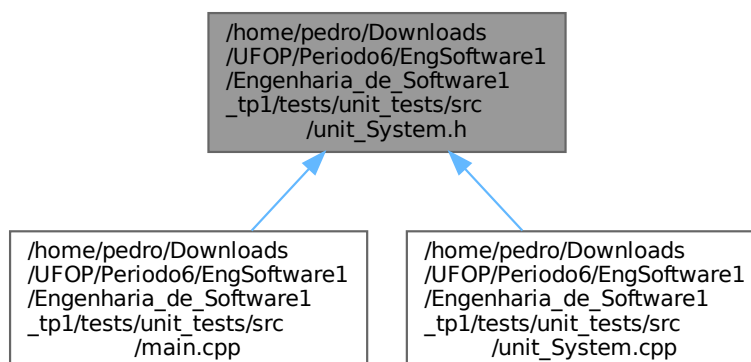 /home/pedro/Downloads
/UFOP/Periodo6/EngSoftware1
/Engenharia_de_Software1
_tp1/tests/unit_tests/src
/unit_System.h
/home/pedro/Downloads
/UFOP/Periodo6/EngSoftware1
/Engenharia_de_Software1
_tp1/tests/unit_tests/src
/main.cpp
/home/pedro/Downloads
/UFOP/Periodo6/EngSoftware1
/Engenharia_de_Software1
_tp1/tests/unit_tests/src
/unit_System.cpp